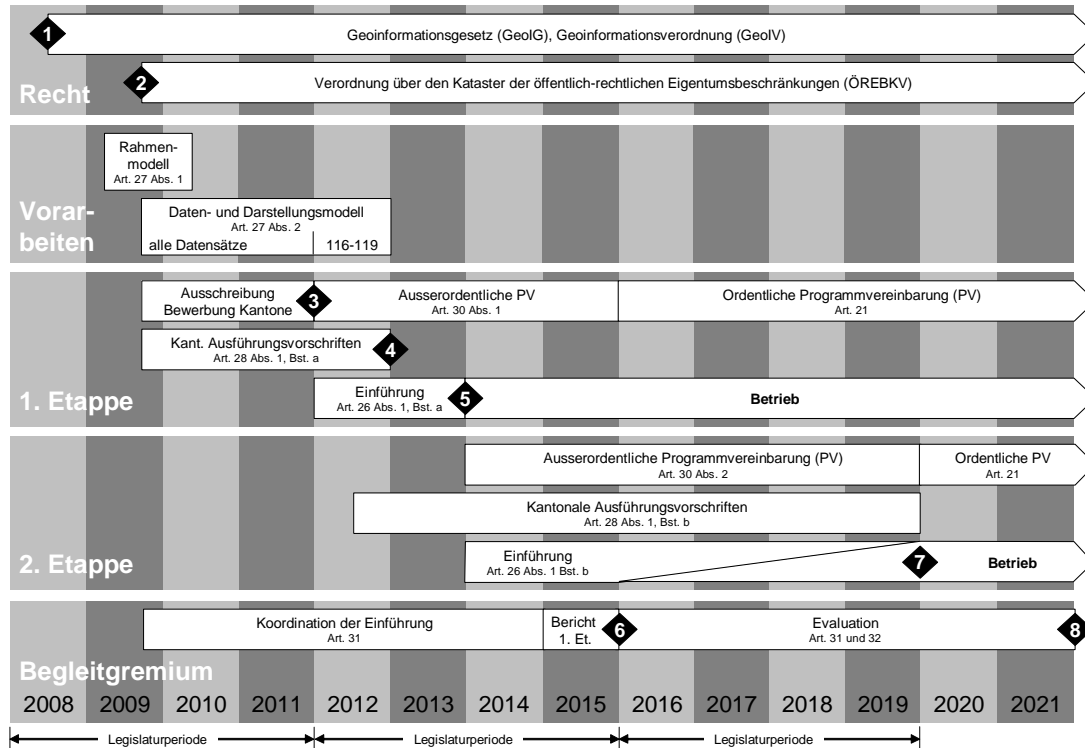 1
Geoinformationsgesetz (GeoIG), Geoinformationsverordnung (GeoIV)
2
Verordnung über den Kataster der öffentlich-rechtlichen Eigentumsbeschränkungen (ÖREBKV)
Recht
Rahmen-
modell
Art. 27 Abs. 1
Vorar-
beiten
Daten- und Darstellungsmodell
Art. 27 Abs. 2
alle Datensätze
116-119
Ausschreibung
Bewerbung Kantone
3
Ausserordentliche PV
Art. 30 Abs. 1
Ordentliche Programmvereinbarung (PV)
Art. 21
Kant. Ausführungsvorschriften
Art. 28 Abs. 1, Bst. a
4
1. Etappe
Einführung
Art. 26 Abs. 1, Bst. a
5
Betrieb
Ausserordentliche Programmvereinbarung (PV)
Art. 30 Abs. 2
Ordentliche PV
Art. 21
Kantonale Ausführungsvorschriften
Art. 28 Abs. 1, Bst. b
2. Etappe
Einführung
Art. 26 Abs. 1 Bst. b
7
Betrieb
Koordination der Einführung
Art. 31
Bericht
1. Et.
6
Evaluation
Art. 31 und 32
8
Begleitgremium
2008 2009 2010 2011 2012 2013 2014 2015 2016 2017 2018 2019 2020 2021
Legislaturperiode Legislaturperiode Legislaturperiode